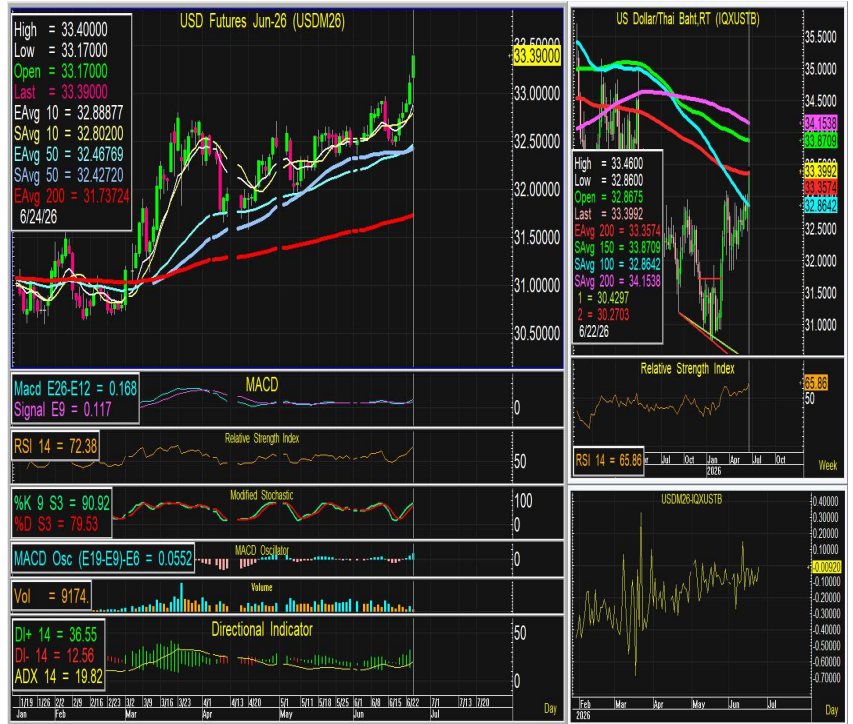 USD Futures Jun-26 (USDM26)
High = 33.40000
Low = 33.17000
Open = 33.17000
Last = 33.39000
EAvg 10 = 32.88877
SAvg 10 = 32.80200
EAvg 50 = 32.46769
SAvg 50 = 32.42720
EAvg 200 = 31.73724
6/24/26
33.39000
33.00000
32.50000
32.00000
31.50000
31.00000
30.50000
MACD
Macd E26-E12 = 0.168
Signal E9 = 0.117
0
Relative Strength Index
RSI 14 = 72.38
50
Modified Stochastic
%K 9 S3 = 90.92
%D S3 = 79.53
100
0
MACD Oscillator
MACD Osc (E19-E9)-E6 = 0.0552
0
Volume
Vol = 9174.
Directional Indicator
DI+ 14 = 36.55
DI- 14 = 12.56
ADX 14 = 19.82
50
0
1/19 1/26 2/2 2/9 2/16 2/23 3/2 3/9 3/16 3/23 4/1 4/13 4/20 5/1 5/11 5/18 5/25 6/1 6/8 6/15 6/22 7/13 7/20
Jan Feb Mar Apr May Jun Jul
Day
US Dollar/Thai Baht,RT (IQXUSTB)
35.5000
35.0000
34.5000
34.1538
33.8709
33.3992
33.3574
32.8642
32.5000
32.0000
31.5000
31.0000
High = 33.4600
Low = 32.8600
Open = 32.8675
Last = 33.3992
EAvg 200 = 33.3574
SAvg 150 = 33.8709
SAvg 100 = 32.8642
SAvg 200 = 34.1538
1 = 30.4297
2 = 30.2703
6/22/26
Relative Strength Index
65.86
50
RSI 14 = 65.86
Jul Oct Jan Apr Jul Oct
2026
Week
USDM26-IQXUSTB
0.40000
0.30000
0.20000
0.10000
-0.00920
-0.10000
-0.20000
-0.30000
-0.40000
-0.50000
-0.60000
-0.70000
Feb Mar Apr May Jun Jul
2026
Day